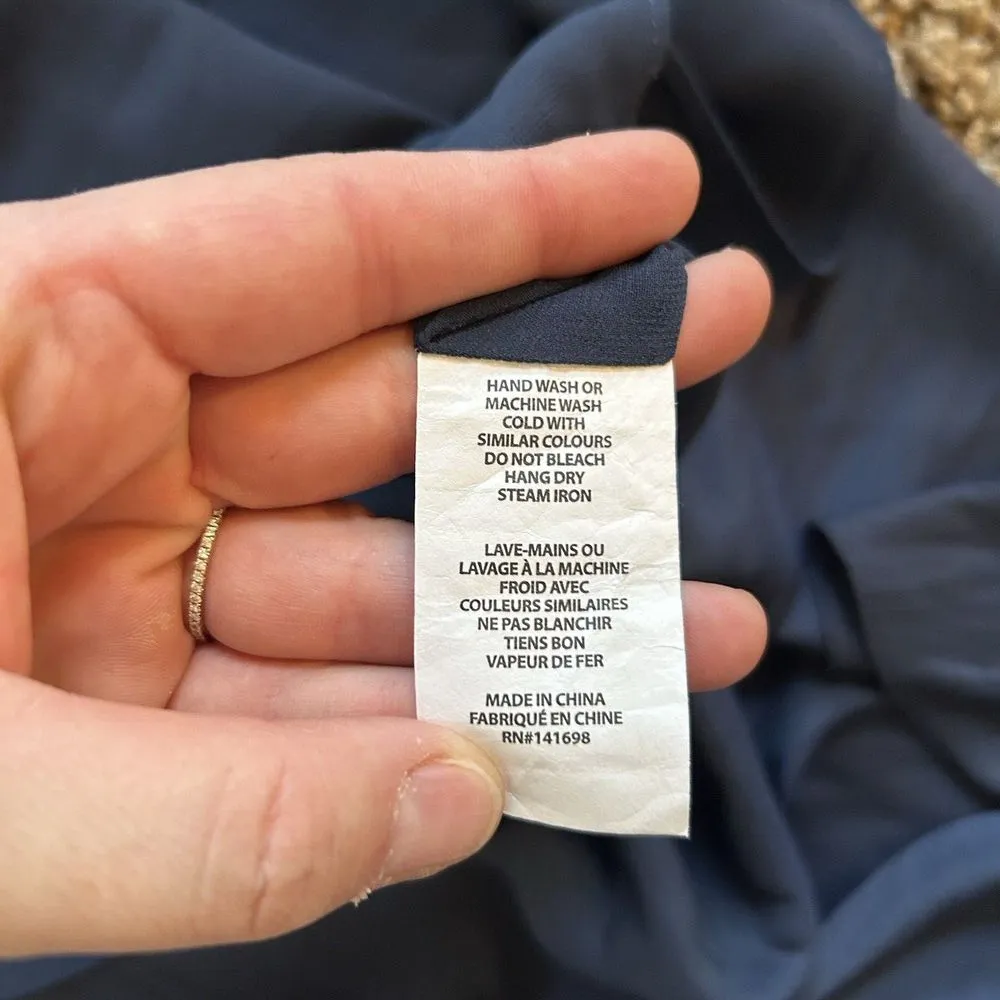 HAND WASH OR
MACHINE WASH
COLD WITH
SIMILAR COLOURS
DO NOT BLEACH
HANG DRY
STEAM IRON
LAVE-MAINS OU
LAVAGE À LA MACHINE
FROID AVEC
COULEURS SIMILAIRES
NE PAS BLANCHIR
TIENS BON
VAPEUR DE FER
MADE IN CHINA
FABRIQUÉ EN CHINE
RN#141698